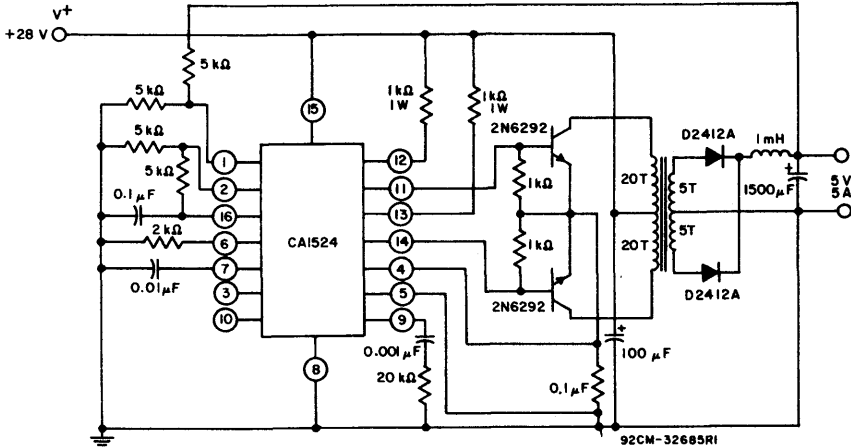 V+
+28 V
5 kΩ
5 kΩ
5 kΩ
5 kΩ
0.1 μF
2 kΩ
0.01 μF
1
2
16
6
7
3
10
15
CA1524
8
12
11
13
14
4
5
9
1 kΩ
1W
1 kΩ
1W
2N6292
1 kΩ
1 kΩ
2N6292
0.001 μF
20 kΩ
0.1 μF
100 μF
20T
20T
5T
5T
D2412A
D2412A
1 mH
+
1500 μF
+
5 V
5 A
92CM-32685R1